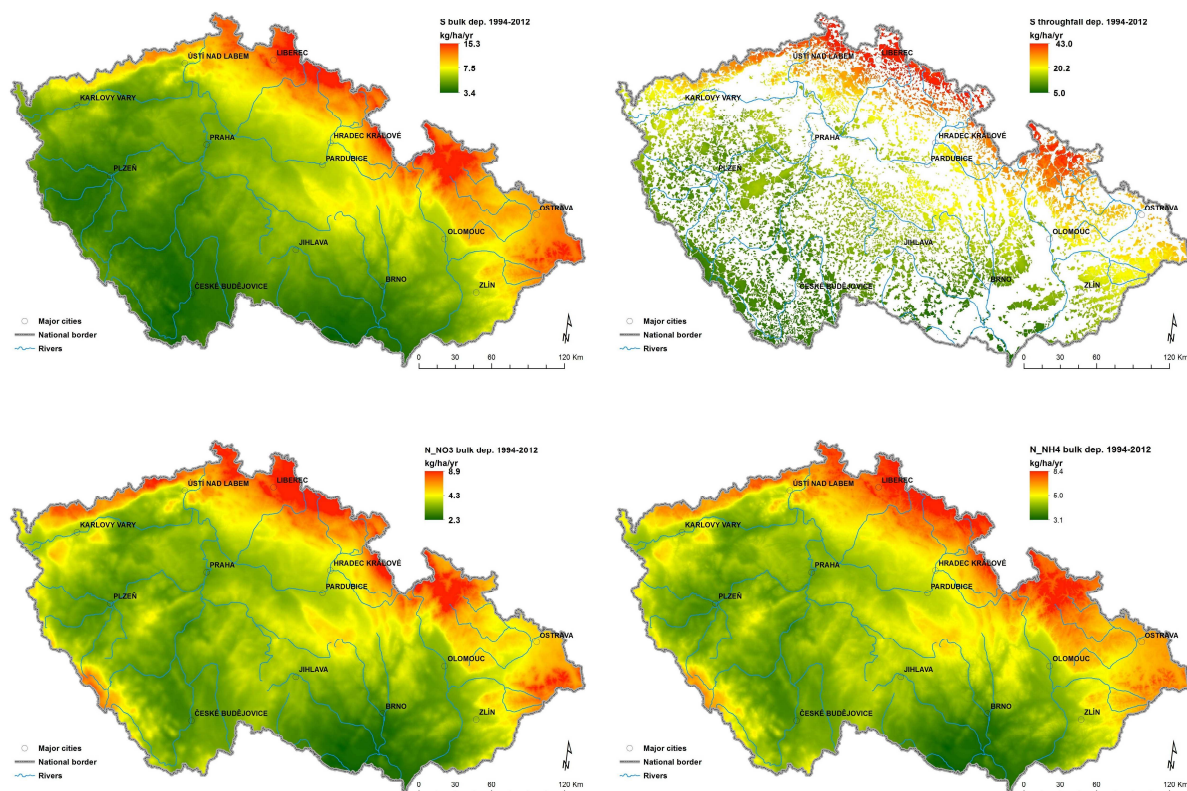 S bulk dep. 1994-2012
kg/ha/yr
15.3
7.5
3.4
LIBEREC
ÚSTÍ NAD LABEM
KARLOVY VARY
PRAHA
HRADEC KRÁLOVÉ
PARDUBICE
PLZEŇ
OSTRAVA
OLOMOUC
JIHLAVA
BRNO
ZLÍN
ČESKÉ BUDĚJOVICE
Major cities
National border
Rivers
N
0 30 60 120 Km
S throughfall dep. 1994-2012
kg/ha/yr
43.0
20.2
5.0
LIBEREC
ÚSTÍ NAD LABEM
KARLOVY VARY
PRAHA
HRADEC KRÁLOVÉ
PARDUBICE
PLZEŇ
OSTRAVA
OLOMOUC
JIHLAVA
BRNO
ZLÍN
ČESKÉ BUDĚJOVICE
Major cities
National border
Rivers
N
0 30 60 120 Km
N_NO3 bulk dep. 1994-2012
kg/ha/yr
8.9
4.3
2.3
LIBEREC
ÚSTÍ NAD LABEM
KARLOVY VARY
PRAHA
HRADEC KRÁLOVÉ
PARDUBICE
PLZEŇ
OSTRAVA
OLOMOUC
JIHLAVA
BRNO
ZLÍN
ČESKÉ BUDĚJOVICE
Major cities
National border
Rivers
N
0 30 60 120 Km
N_NH4 bulk dep. 1994-2012
kg/ha/yr
8.4
6.0
3.1
LIBEREC
ÚSTÍ NAD LABEM
KARLOVY VARY
PRAHA
HRADEC KRÁLOVÉ
PARDUBICE
PLZEŇ
OSTRAVA
OLOMOUC
JIHLAVA
BRNO
ZLÍN
ČESKÉ BUDĚJOVICE
Major cities
National border
Rivers
N
0 30 60 120 Km